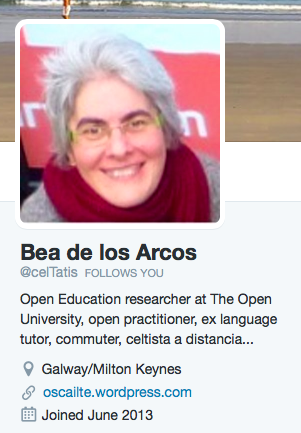 Bea de los Arcos
@celTatis FOLLOWS YOU
Open Education researcher at The Open
University, open practitioner, ex language
tutor, commuter, celtista a distancia...
Galway/Milton Keynes
oscailte.wordpress.com
Joined June 2013